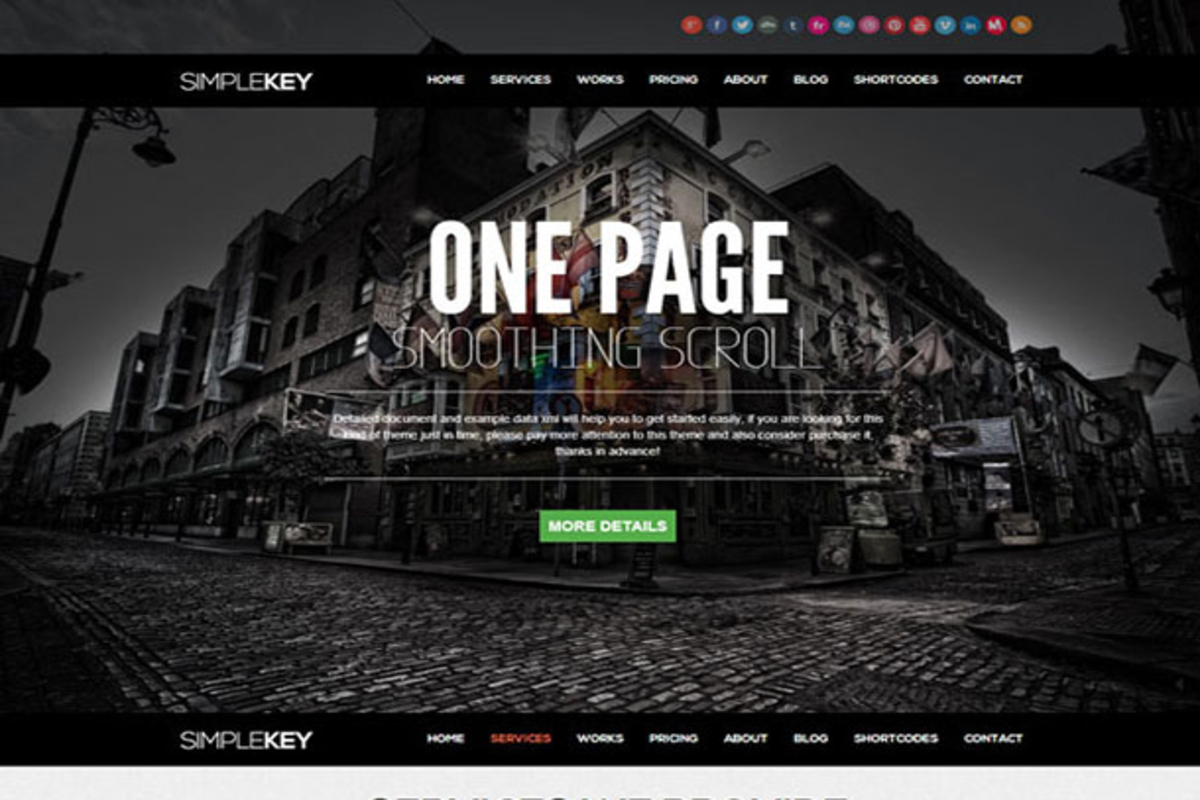 SIMPLEKEY
HOME SERVICES WORKS PRICING ABOUT BLOG SHORTCODES CONTACT
ONE PAGE
SMOOTHING SCROLL
Detailed document and example data xml will help you to get started easily, if you are looking for this
kind of theme just in time, please pay more attention to this theme and also consider purchase it,
thanks in advance!
MORE DETAILS
SIMPLEKEY
HOME SERVICES WORKS PRICING ABOUT BLOG SHORTCODES CONTACT